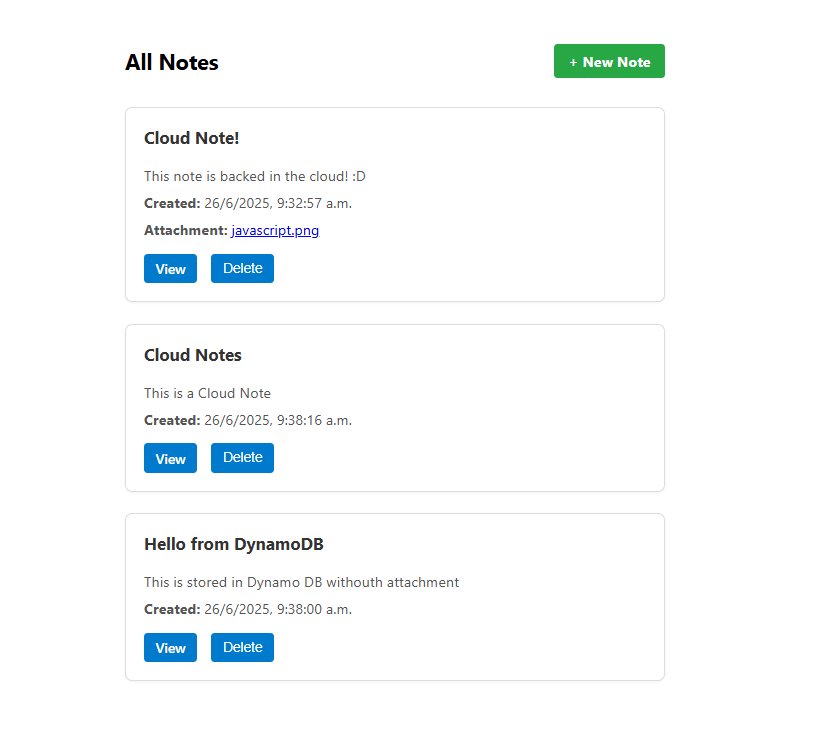 All Notes
+ New Note
Cloud Note!
This note is backed in the cloud! :D
Created: 26/6/2025, 9:32:57 a.m.
Attachment: javascript.png
View Delete
Cloud Notes
This is a Cloud Note
Created: 26/6/2025, 9:38:16 a.m.
View Delete
Hello from DynamoDB
This is stored in Dynamo DB withouth attachment
Created: 26/6/2025, 9:38:00 a.m.
View Delete